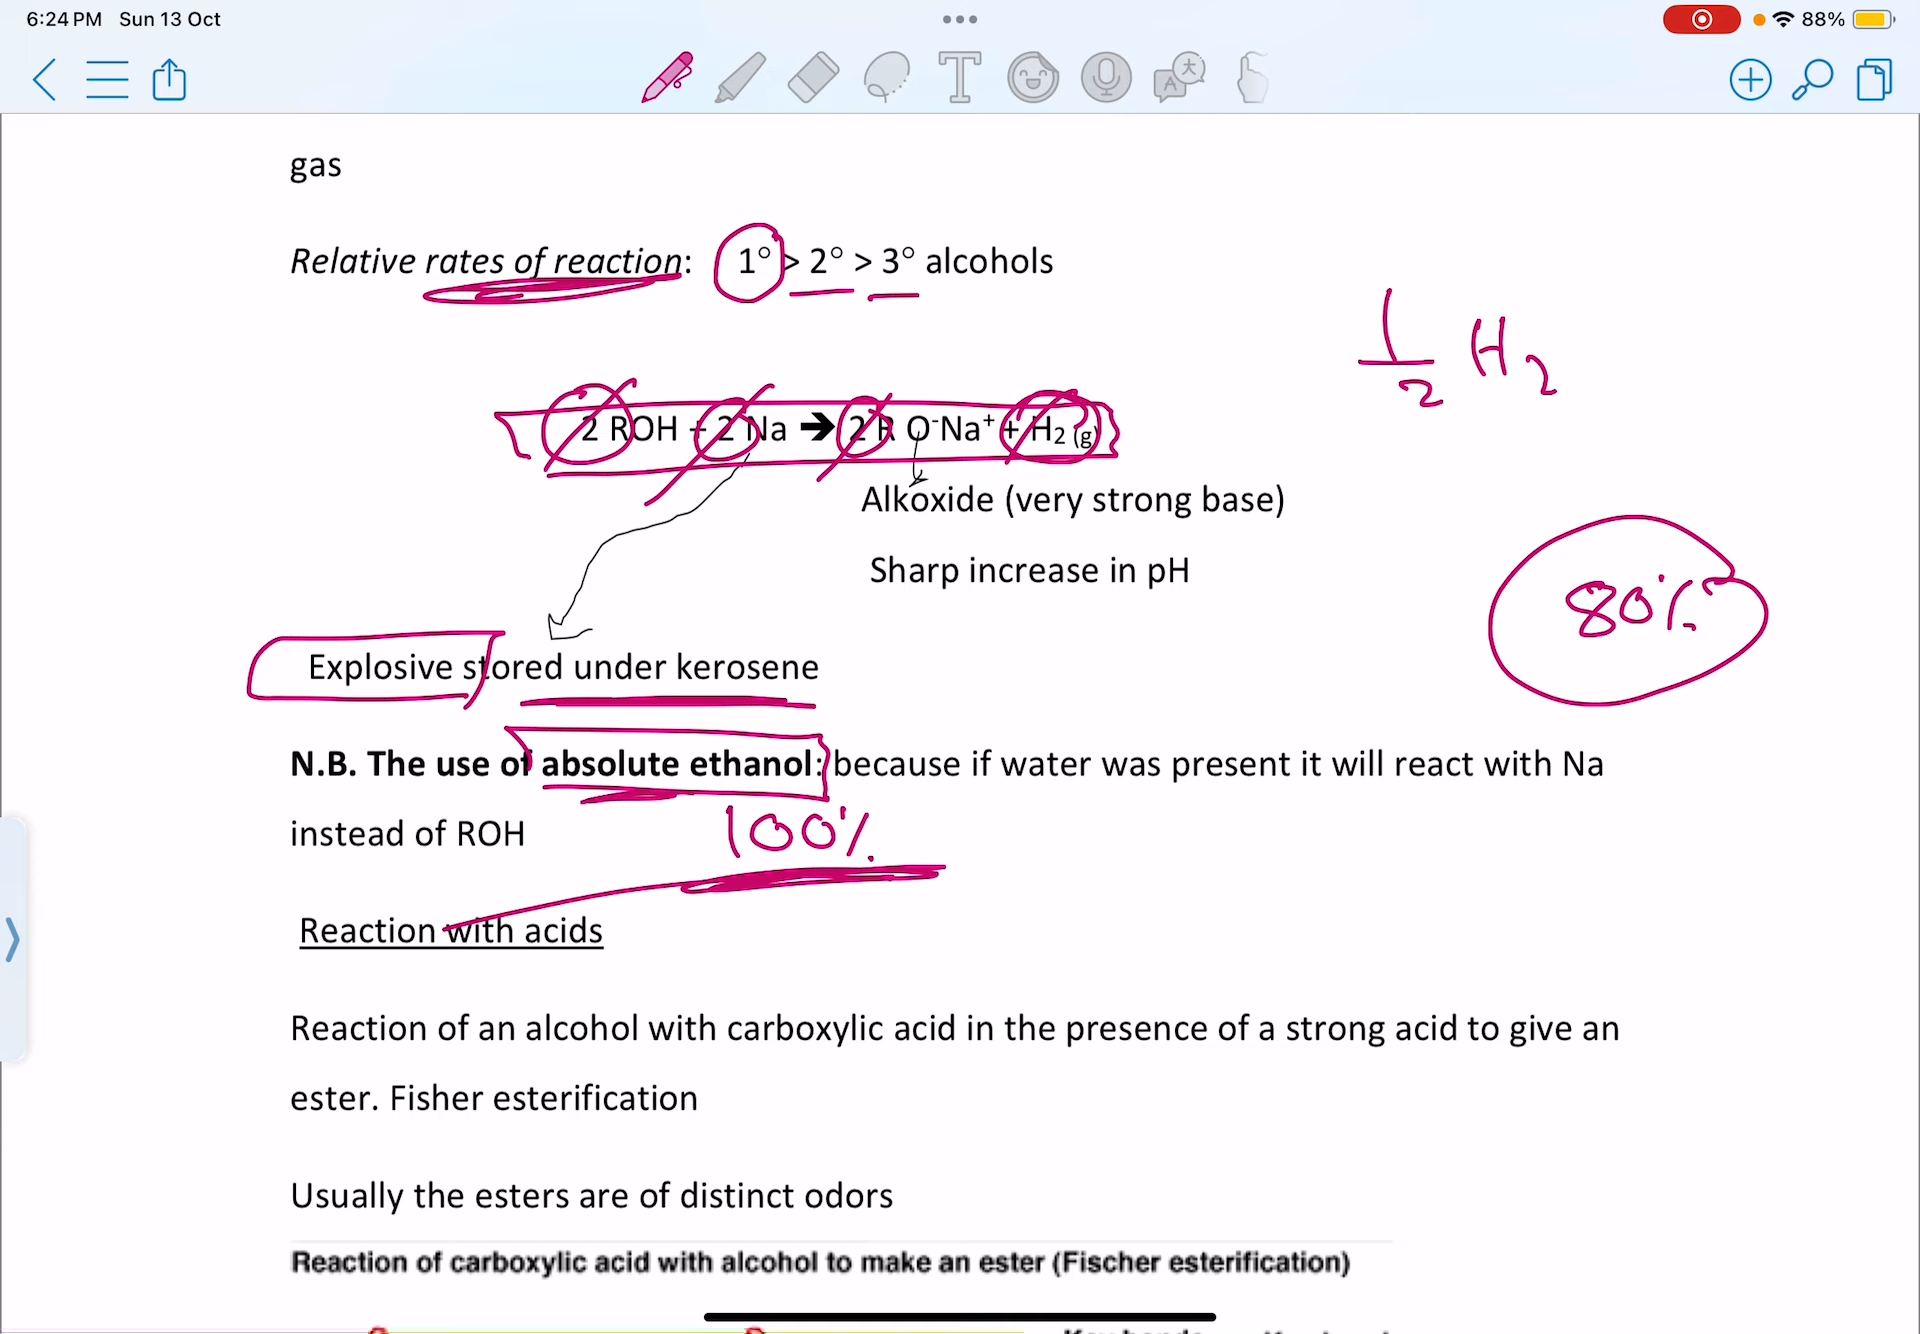 6:24 PM Sun 13 Oct
88%
gas
Relative rates of reaction: 1° > 2° > 3° alcohols
1/2 H2
2 ROH + 2 Na → 2 R O⁻Na⁺ + H2 (g)
Alkoxide (very strong base)
Sharp increase in pH
80%
Explosive stored under kerosene
N.B. The use of absolute ethanol: because if water was present it will react with Na
instead of ROH
100%
Reaction with acids
Reaction of an alcohol with carboxylic acid in the presence of a strong acid to give an
ester. Fisher esterification
Usually the esters are of distinct odors
Reaction of carboxylic acid with alcohol to make an ester (Fischer esterification)